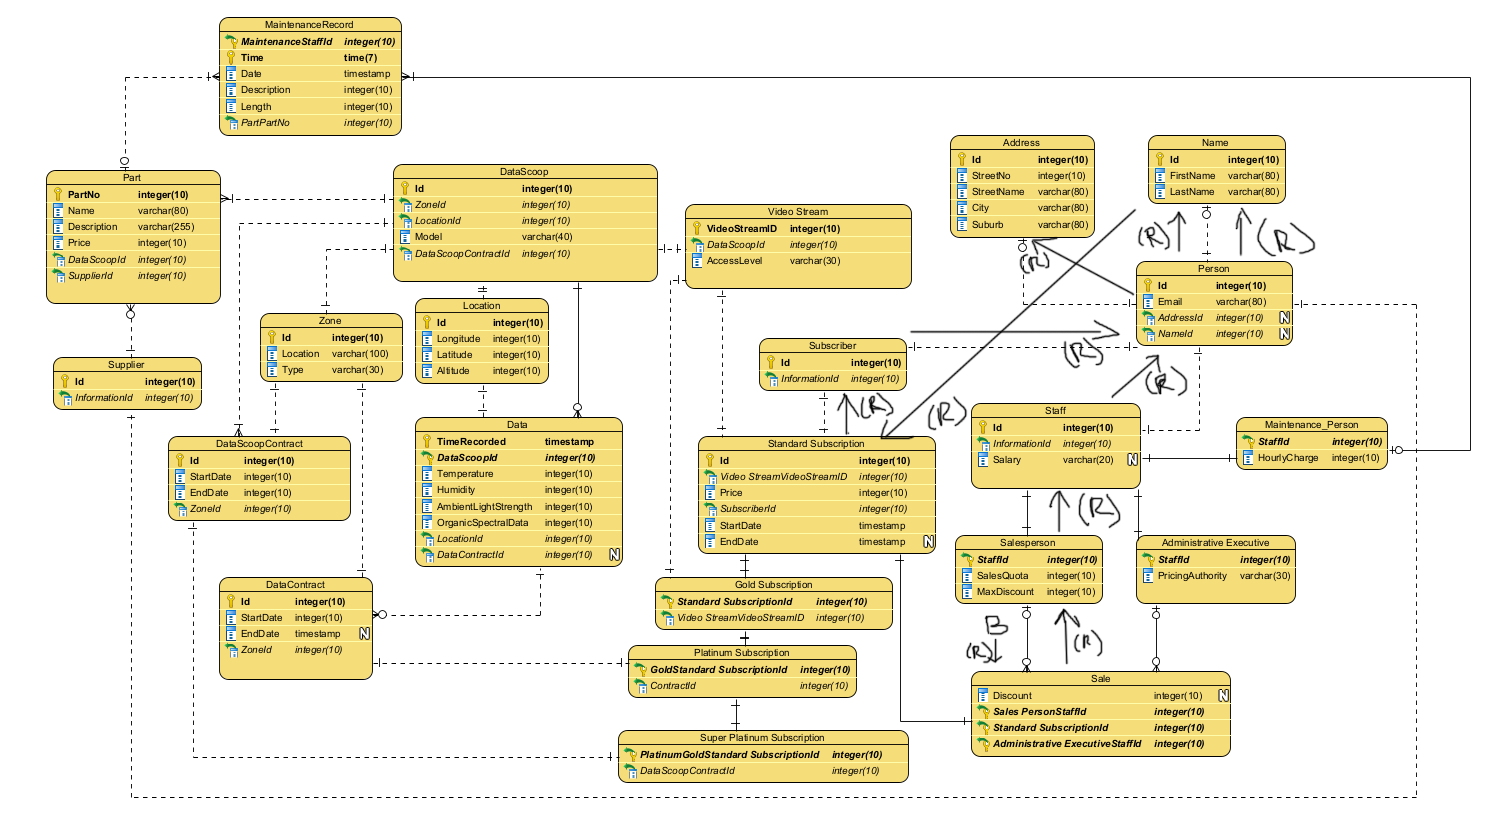 MaintenanceRecord
MaintenanceStaffId integer(10)
Time time(7)
Date timestamp
Description integer(10)
Length integer(10)
PartPartNo integer(10)
Part
PartNo integer(10)
Name varchar(80)
Description varchar(255)
Price integer(10)
DataScoopId integer(10)
SupplierId integer(10)
DataScoop
Id integer(10)
ZoneId integer(10)
LocationId integer(10)
Model varchar(40)
DataScoopContractId integer(10)
Video Stream
VideoStreamID integer(10)
DataScoopId integer(10)
AccessLevel varchar(30)
Address
Id integer(10)
StreetNo integer(10)
StreetName varchar(80)
City varchar(80)
Suburb varchar(80)
Name
Id integer(10)
FirstName varchar(80)
LastName varchar(80)
(R)
(R)
(R)
Person
Id integer(10)
Email varchar(80)
AddressId integer(10) N
NameId integer(10) N
Location
Id integer(10)
Longitude integer(10)
Latitude integer(10)
Altitude integer(10)
Zone
Id integer(10)
Location varchar(100)
Type varchar(30)
Supplier
Id integer(10)
InformationId integer(10)
Subscriber
Id integer(10)
InformationId integer(10)
(R)
(R)
(R)
(R)
Staff
Id integer(10)
InformationId integer(10)
Salary varchar(20) N
Maintenance_Person
StaffId integer(10)
HourlyCharge integer(10)
Data
TimeRecorded timestamp
DataScoopId integer(10)
Temperature integer(10)
Humidity integer(10)
AmbientLightStrength integer(10)
OrganicSpectralData integer(10)
LocationId integer(10)
DataContractId integer(10) N
DataScoopContract
Id integer(10)
StartDate integer(10)
EndDate integer(10)
ZoneId integer(10)
Standard Subscription
Id integer(10)
Video StreamVideoStreamID integer(10)
Price integer(10)
SubscriberId integer(10)
StartDate timestamp
EndDate timestamp N
(R)
Salesperson
StaffId integer(10)
SalesQuota integer(10)
MaxDiscount integer(10)
Administrative Executive
StaffId integer(10)
PricingAuthority varchar(30)
DataContract
Id integer(10)
StartDate integer(10)
EndDate timestamp N
ZoneId integer(10)
Gold Subscription
Standard SubscriptionId integer(10)
Video StreamVideoStreamID integer(10)
B
(R)
(R)
Platinum Subscription
GoldStandard SubscriptionId integer(10)
ContractId integer(10)
Sale
Discount integer(10) N
Sales PersonStaffId integer(10)
Standard SubscriptionId integer(10)
Administrative ExecutiveStaffId integer(10)
Super Platinum Subscription
PlatinumGoldStandard SubscriptionId integer(10)
DataScoopContractId integer(10)